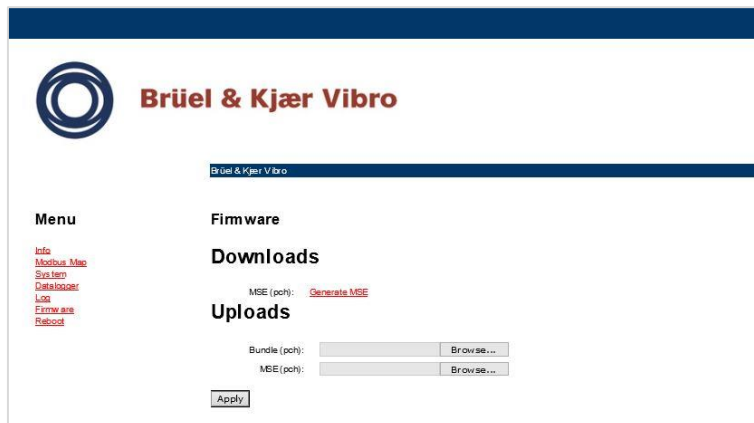 Brüel & Kjær Vibro
Brüel & Kjær Vibro
Menu
Info
Modbus Map
System
Datalogger
Log
Firmware
Reboot
Firmware
Downloads
MSE (pch): Generate MSE
Uploads
Bundle (pch): Browse...
MSE (pch): Browse...
Apply